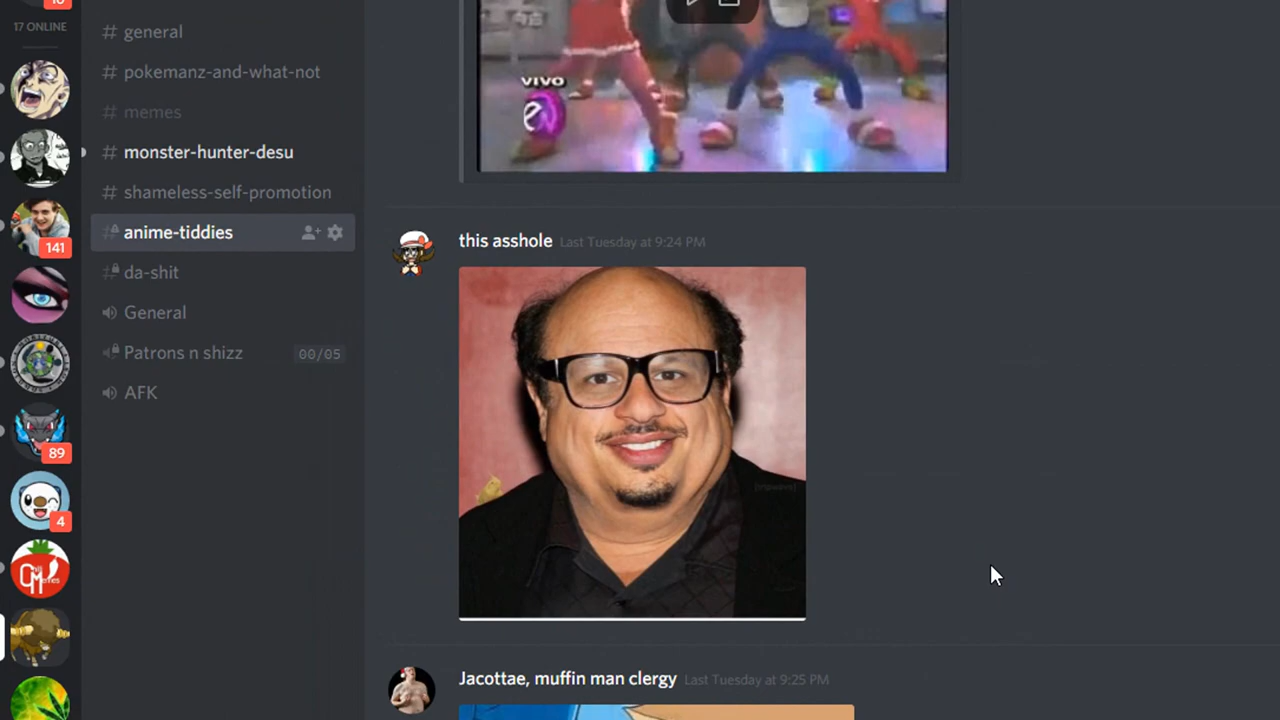 17 ONLINE
141
89
4
# general
# pokemanz-and-what-not
# memes
# monster-hunter-desu
# shameless-self-promotion
anime-tiddies
da-shit
General
Patrons n shizz 00/05
AFK
VIVO
e
this asshole Last Tuesday at 9:24 PM
Jacottae, muffin man clergy Last Tuesday at 9:25 PM